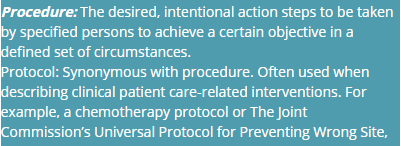 Procedure: The desired, intentional action steps to be taken
by specified persons to achieve a certain objective in a
defined set of circumstances.
Protocol: Synonymous with procedure. Often used when
describing clinical patient care-related interventions. For
example, a chemotherapy protocol or The Joint
Commission's Universal Protocol for Preventing Wrong Site,